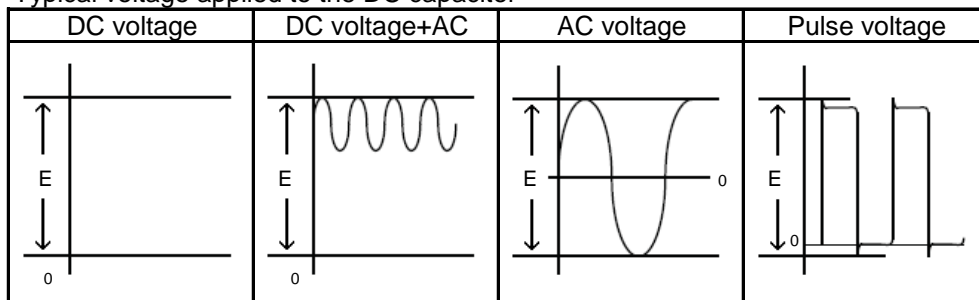 Typical voltage applied to the DC capacitor
DC voltage DC voltage+AC AC voltage Pulse voltage
E E E 0 E
0
0 0